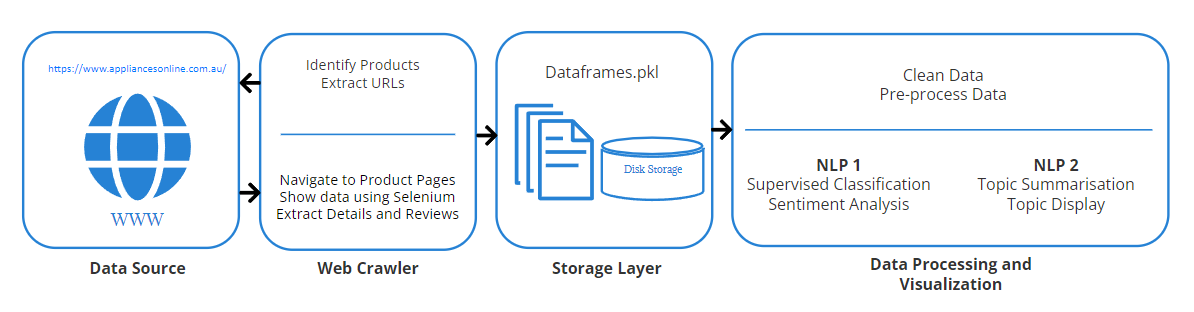 https://www.appliancesonline.com.au/
WWW
Data Source
Identify Products
Extract URLs
Navigate to Product Pages
Show data using Selenium
Extract Details and Reviews
Web Crawler
Dataframes.pkl
Disk Storage
Storage Layer
Clean Data
Pre-process Data
NLP 1
Supervised Classification
Sentiment Analysis
NLP 2
Topic Summarisation
Topic Display
Data Processing and
Visualization